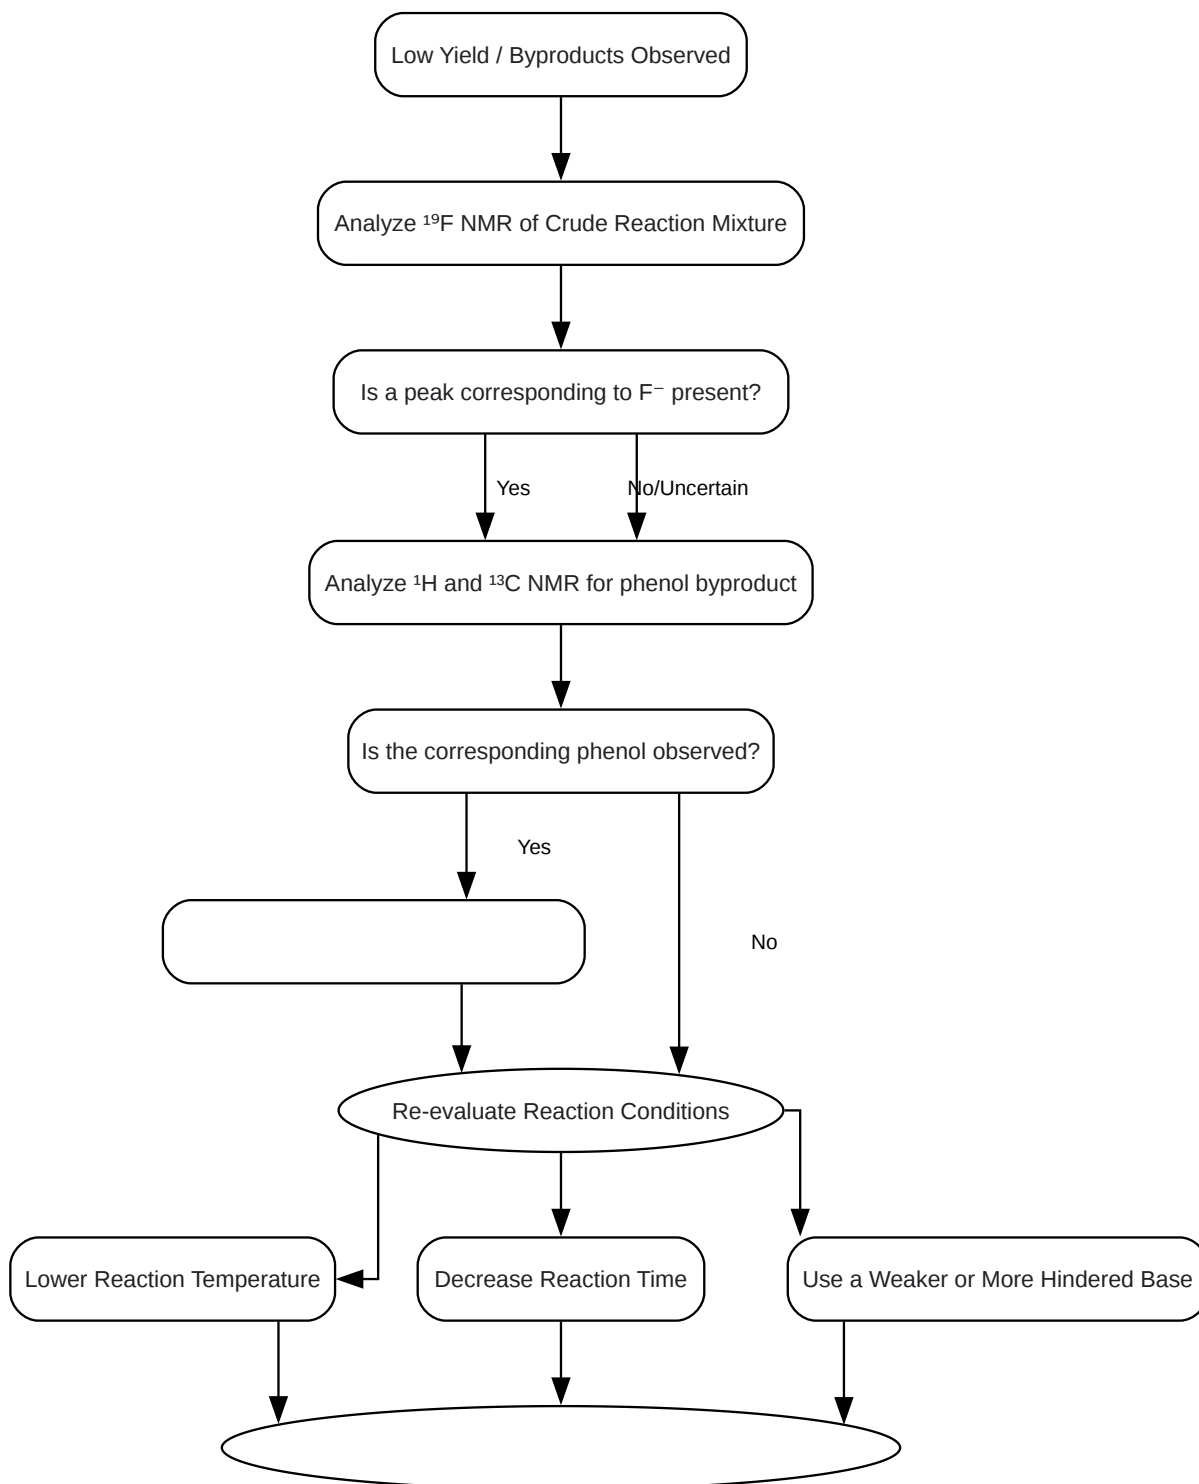 Low Yield / Byproducts Observed
Analyze ¹⁹F NMR of Crude Reaction Mixture
Is a peak corresponding to F⁻ present?
Yes
No/Uncertain
Analyze ¹H and ¹³C NMR for phenol byproduct
Is the corresponding phenol observed?
Yes
No
Re-evaluate Reaction Conditions
Lower Reaction Temperature
Decrease Reaction Time
Use a Weaker or More Hindered Base